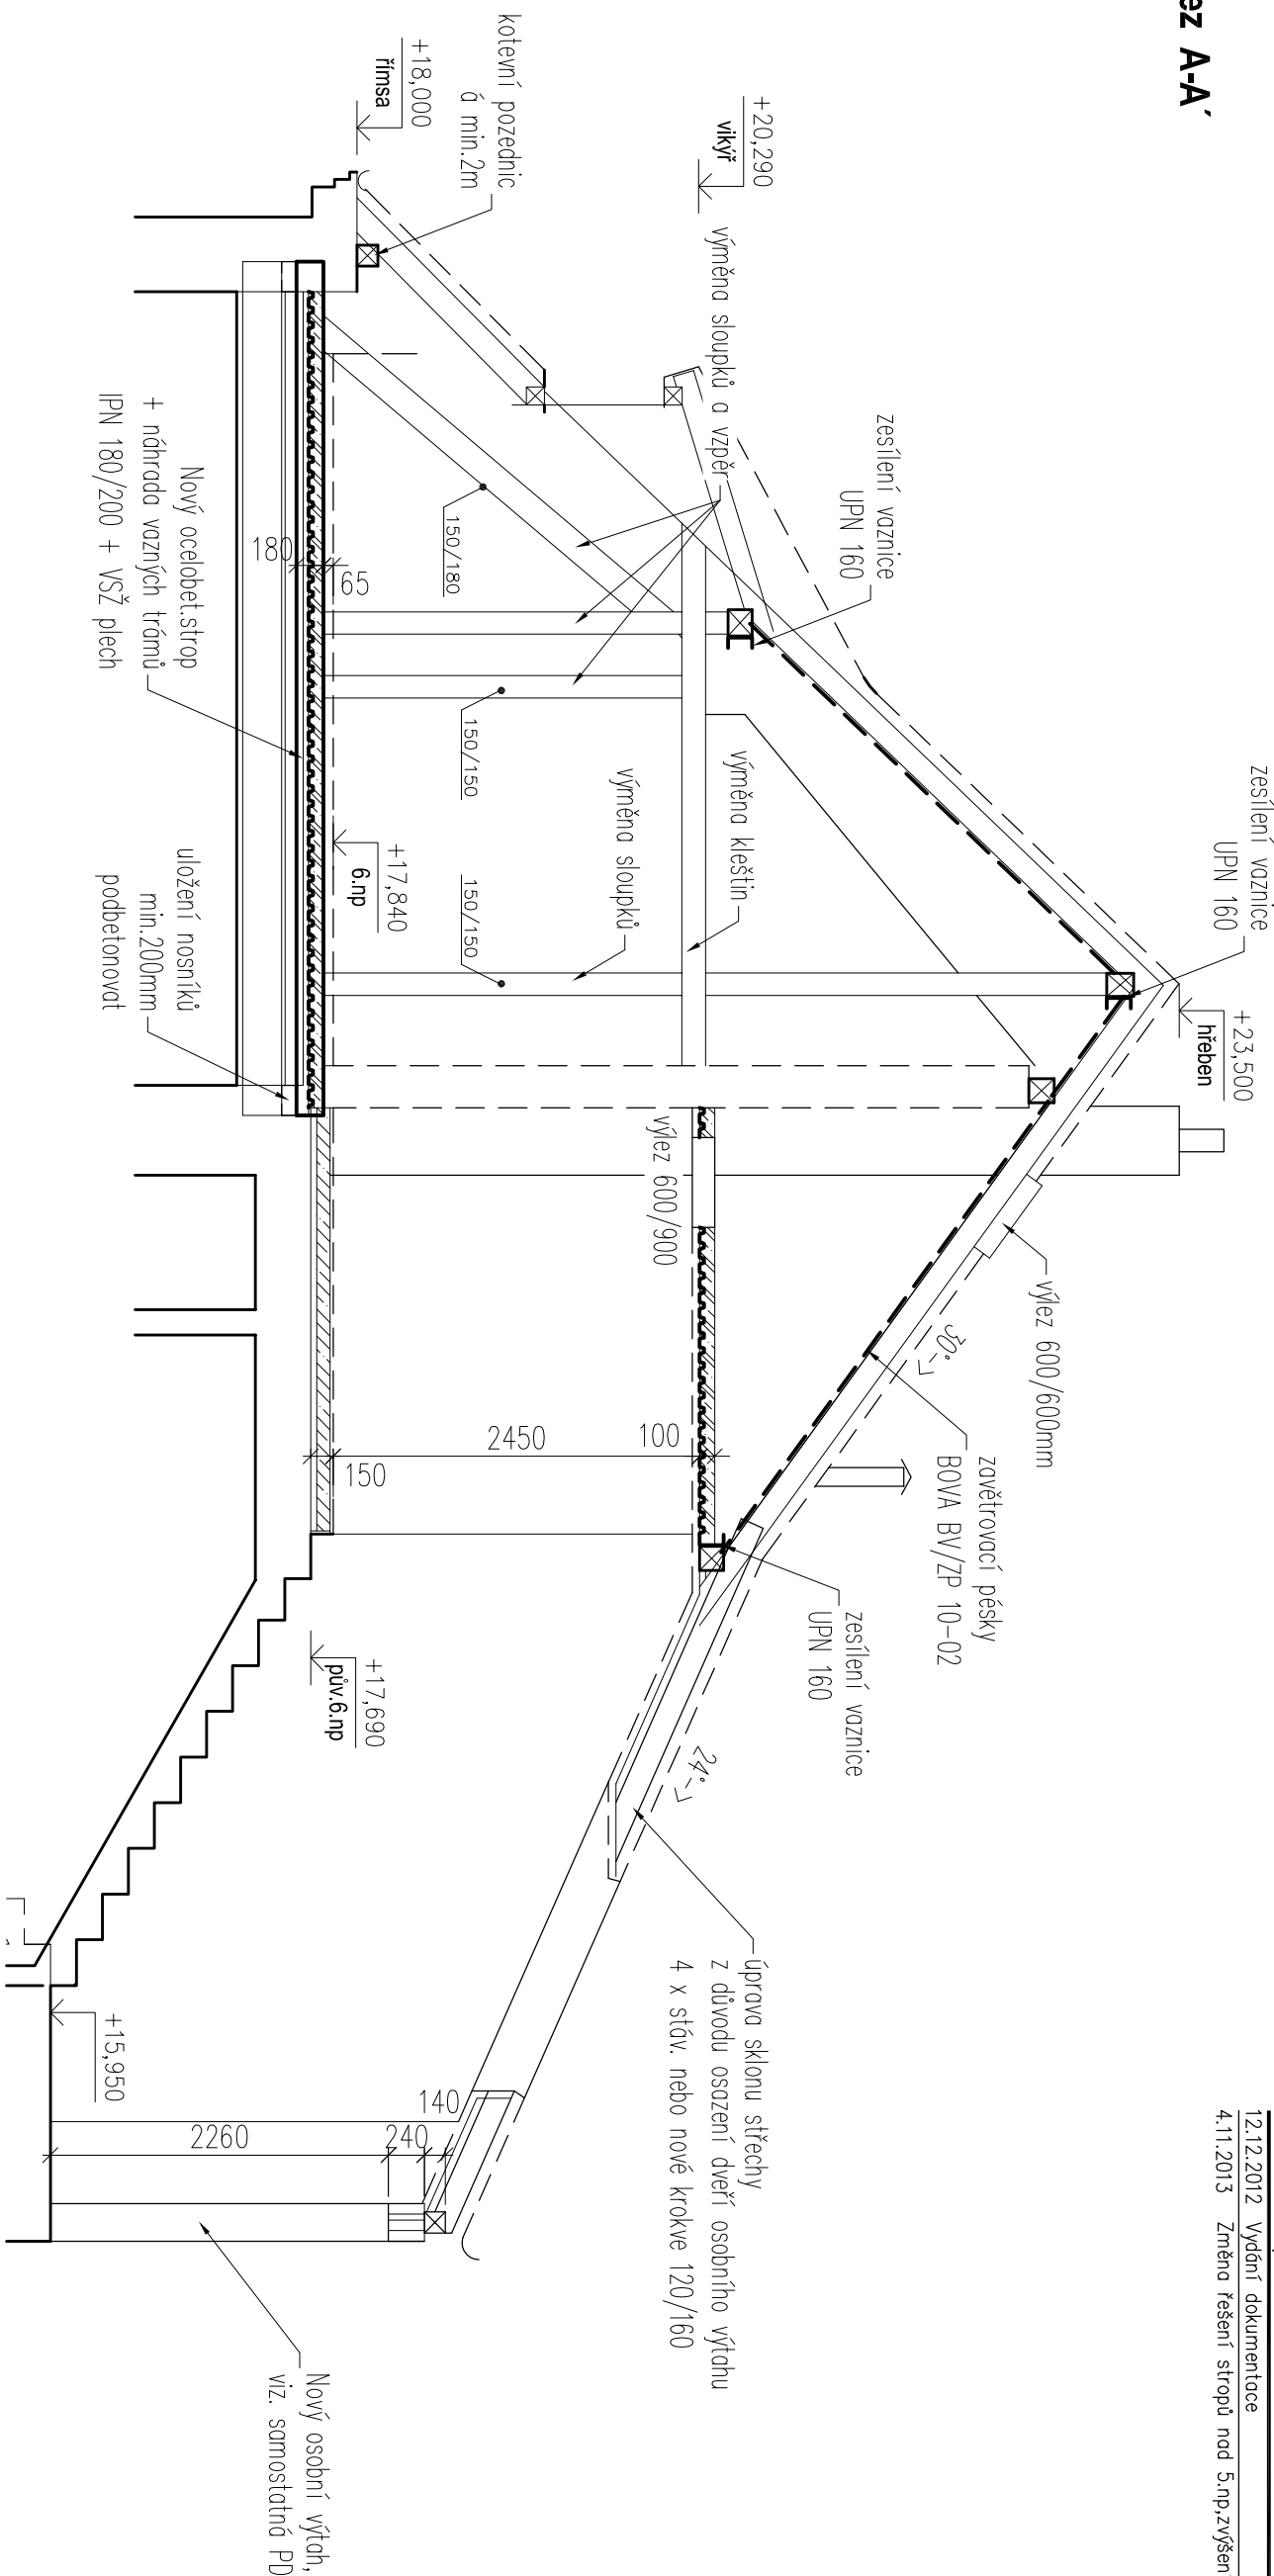 ez A-A´
12.12.2012 Vydání dokumentace
4.11.2013 Změna řešení stropů nad 5.np,zvýšen
zesílení vaznice
UPN 160
+23,500
hřeben
výlez 600/600mm
30°
zavětrovací pésky
BOVA BV/ZP 10-02
zesílení vaznice
UPN 160
zesílení vaznice
UPN 160
24°
úprava sklonu střechy
z důvodu osazení dveří osobního výtahu
4 x stáv. nebo nové krokve 120/160
+20,290
vikýř
výměna sloupků a vzpěr
výměna kleštin
výměna sloupků
výlez 600/900
kotevní pozednic
á min.2m
+18,000
římsa
150/180
150/150
150/150
100
2450
150
180
65
+17,840
6.np
+17,690
pův.6.np
Nový ocelobet.strop
+ náhrada vazných trámů
IPN 180/200 + VSŽ plech
uložení nosníků
min.200mm
podbetonovat
+15,950
140
240
2260
Nový osobní výtah,
viz. samostatná PD